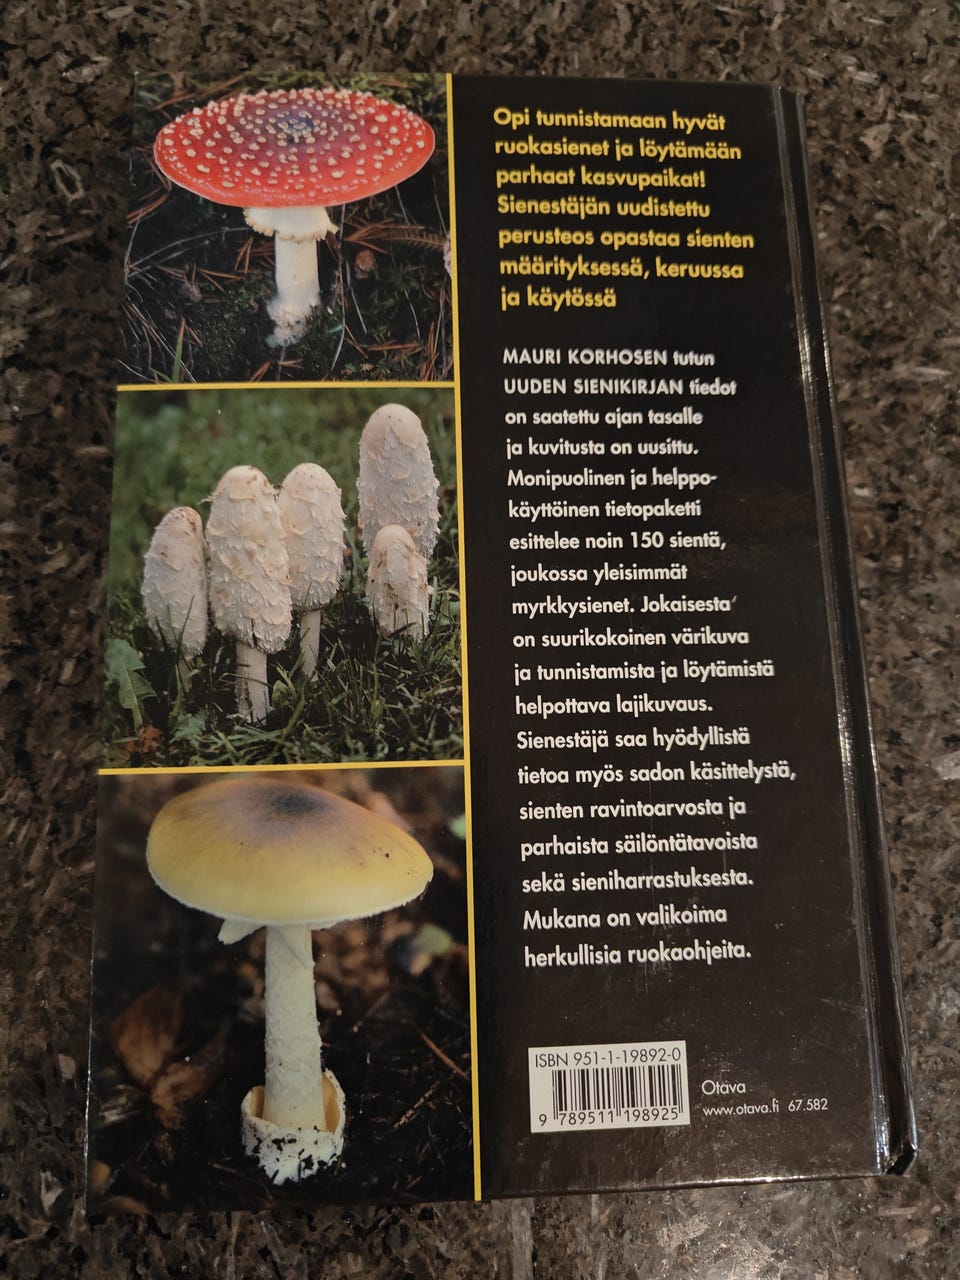 Opi tunnistamaan hyvät
ruokasienet ja löytämään
parhaat kasvupaikat!
Sienestäjän uudistettu
perusteos opastaa sienten
määrityksessä, keruussa
ja käytössä
MAURI KORHOSEN tutun
UUDEN SIENIKIRJAN tiedot
on saatettu ajan tasalle
ja kuvitusta on uusittu.
Monipuolinen ja helppo-
käyttöinen tietopaketti
esittelee noin 150 sientä,
joukossa yleisimmät
myrkkysienet. Jokaisesta
on suurikokoinen värikuva
ja tunnistamista ja löytämistä
helpottava lajikuvaus.
Sienestäjä saa hyödyllistä
tietoa myös sadon käsittelystä,
sienten ravintoarvosta ja
parhaista säilöntätavoista
sekä sieniharrastuksesta.
Mukana on valikoima
herkullisia ruokaohjeita.
ISBN 951-1-19892-0
9 789511 198925
Otava
www.otava.fi 67.582